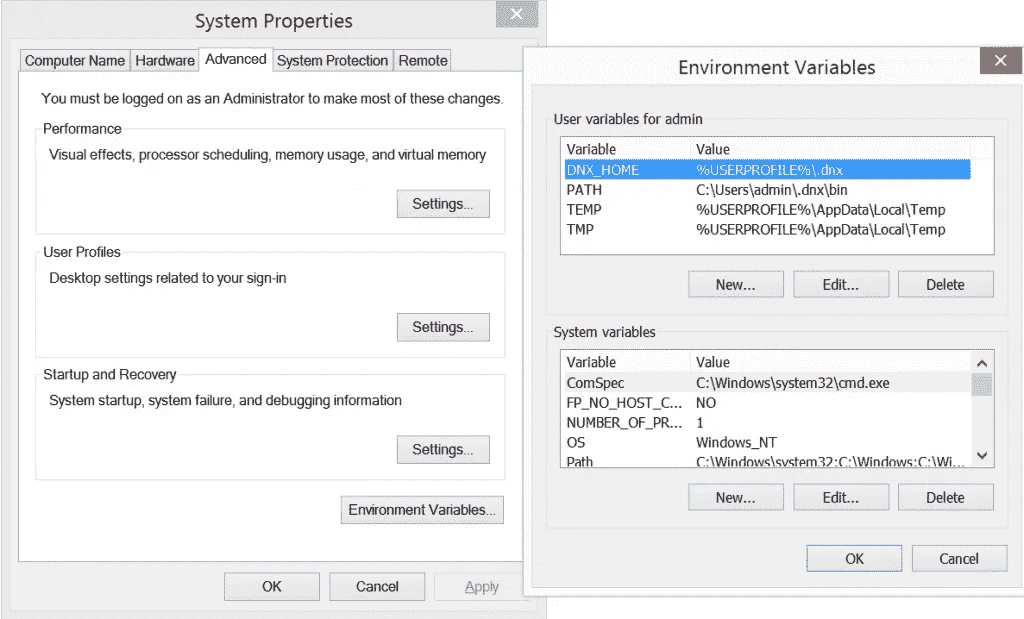 System Properties
Computer Name Hardware Advanced System Protection Remote
You must be logged on as an Administrator to make most of these changes.
Performance
Visual effects, processor scheduling, memory usage, and virtual memory
Settings...
User Profiles
Desktop settings related to your sign-in
Settings...
Startup and Recovery
System startup, system failure, and debugging information
Settings...
Environment Variables...
OK Cancel Apply
Environment Variables
User variables for admin
Variable Value
DNX_HOME %USERPROFILE%\.dnx
PATH C:\Users\admin\.dnx\bin
TEMP %USERPROFILE%\AppData\Local\Temp
TMP %USERPROFILE%\AppData\Local\Temp
New... Edit... Delete
System variables
Variable Value
ComSpec C:\Windows\system32\cmd.exe
FP_NO_HOST_C... NO
NUMBER_OF_PR... 1
OS Windows_NT
Path C:\Windows\system32;C:\Windows;C:\Wi...
New... Edit... Delete
OK Cancel